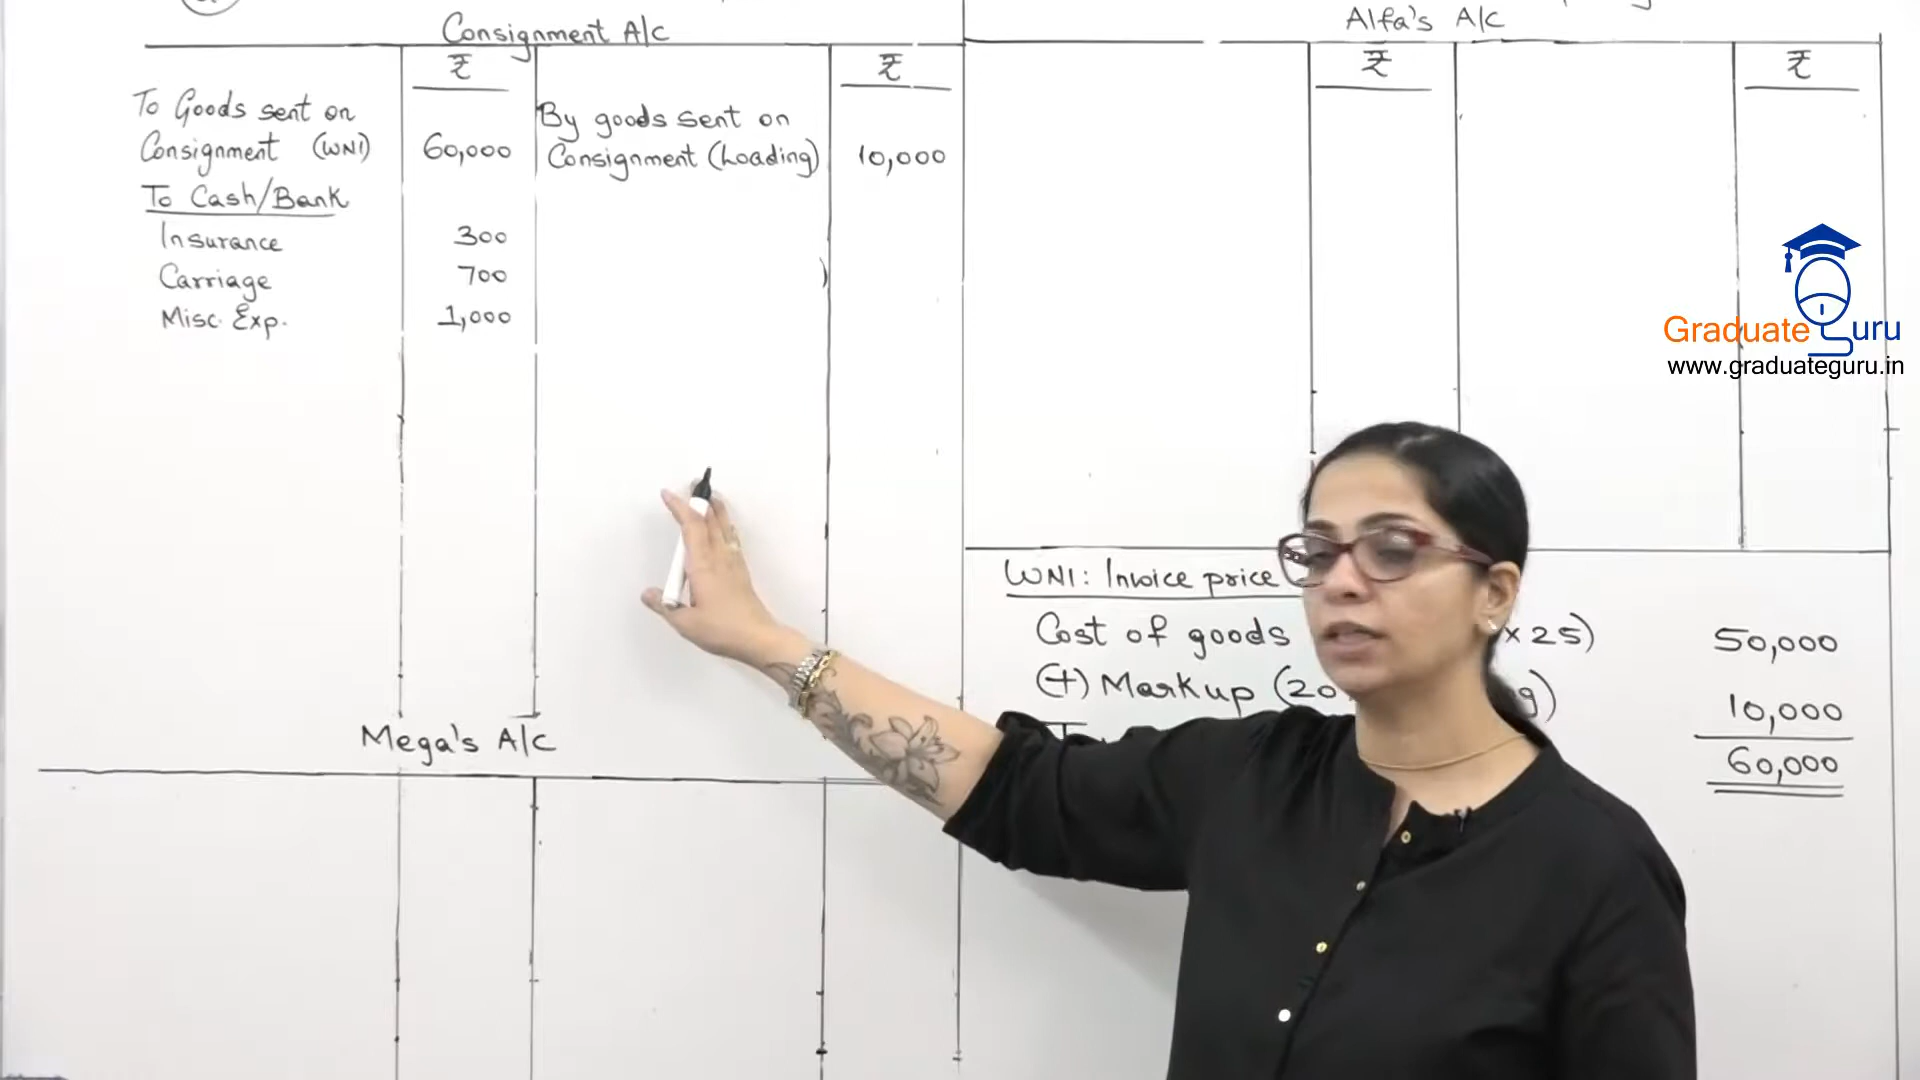 Consignment A/C
₹ ₹
To Goods sent on
Consignment (WN1) 60,000
To Cash/Bank
Insurance 300
Carriage 700
Misc. Exp. 1,000
By goods sent on
Consignment (Loading) 10,000
Alfa's A/C
₹ ₹
Graduate Guru
www.graduateguru.in
WN1: Invoice price
Cost of goods × 25) 50,000
(+) Markup (20 10,000
60,000
Mega's A/C